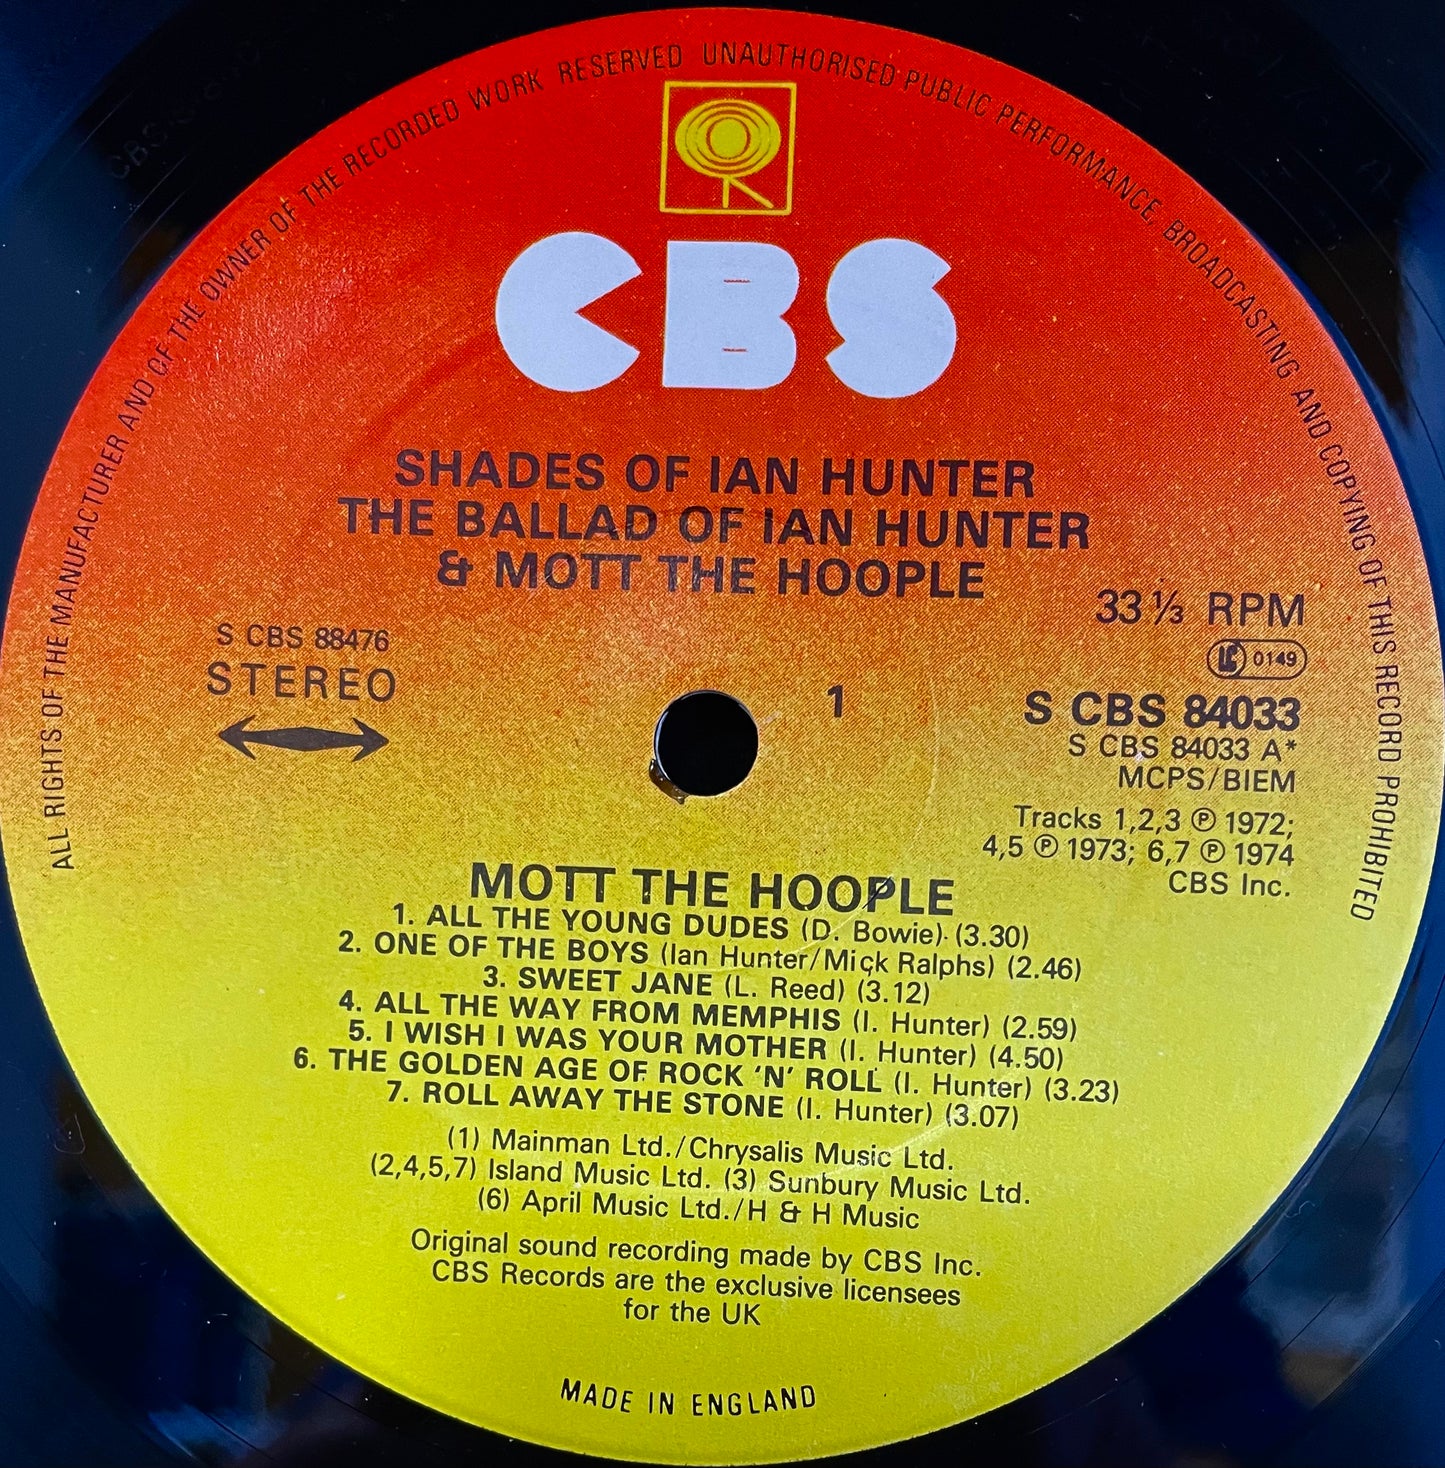 ALL RIGHTS OF THE MANUFACTURER AND OF THE OWNER OF THE RECORDED WORK RESERVED UNAUTHORISED PUBLIC PERFORMANCE, BROADCASTING AND COPYING OF THIS RECORD PROHIBITED
CBS
SHADES OF IAN HUNTER
THE BALLAD OF IAN HUNTER
& MOTT THE HOOPLE
S CBS 88476
STEREO
33 ⅓ RPM
LC 0149
1
S CBS 84033
S CBS 84033 A*
MCPS/BIEM
Tracks 1,2,3 ℗ 1972;
4,5 ℗ 1973; 6,7 ℗ 1974
CBS Inc.
MOTT THE HOOPLE
1. ALL THE YOUNG DUDES (D. Bowie) (3.30)
2. ONE OF THE BOYS (Ian Hunter/Mick Ralphs) (2.46)
3. SWEET JANE (L. Reed) (3.12)
4. ALL THE WAY FROM MEMPHIS (I. Hunter) (2.59)
5. I WISH I WAS YOUR MOTHER (I. Hunter) (4.50)
6. THE GOLDEN AGE OF ROCK 'N' ROLL (I. Hunter) (3.23)
7. ROLL AWAY THE STONE (I. Hunter) (3.07)
(1) Mainman Ltd./Chrysalis Music Ltd.
(2,4,5,7) Island Music Ltd. (3) Sunbury Music Ltd.
(6) April Music Ltd./H & H Music
Original sound recording made by CBS Inc.
CBS Records are the exclusive licensees
for the UK
MADE IN ENGLAND